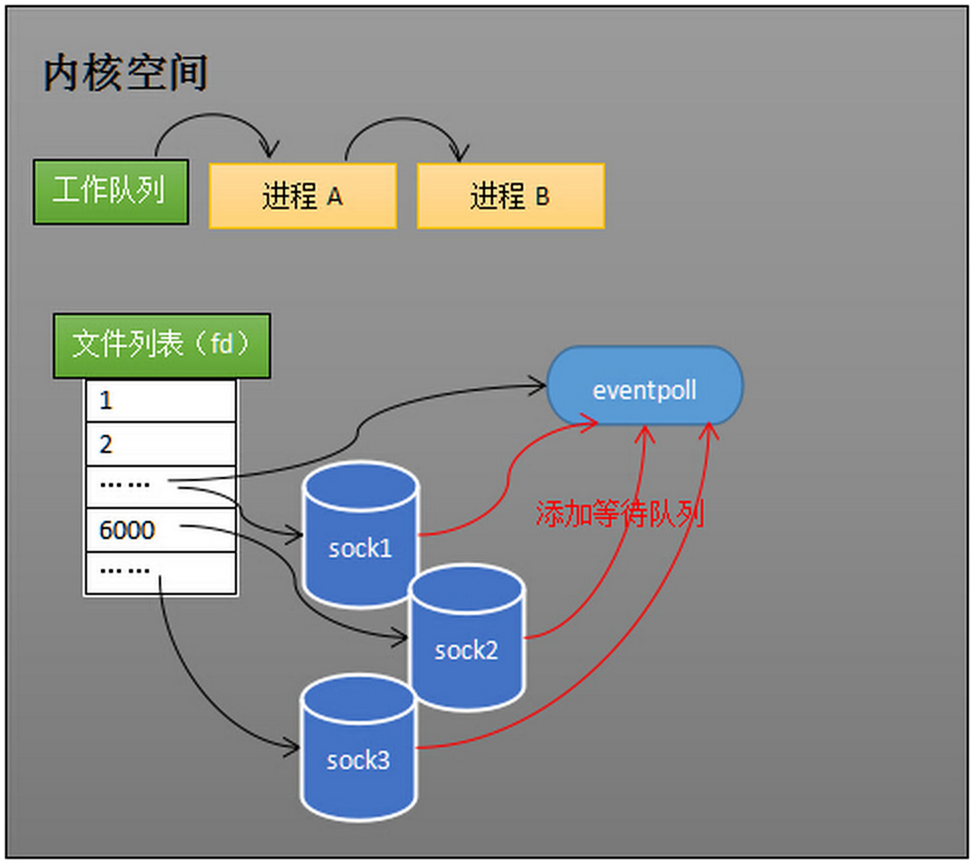 内核空间
工作队列
进程 A
进程 B
文件列表（fd）
1
2
……
6000
……
eventpoll
添加等待队列
sock1
sock2
sock3